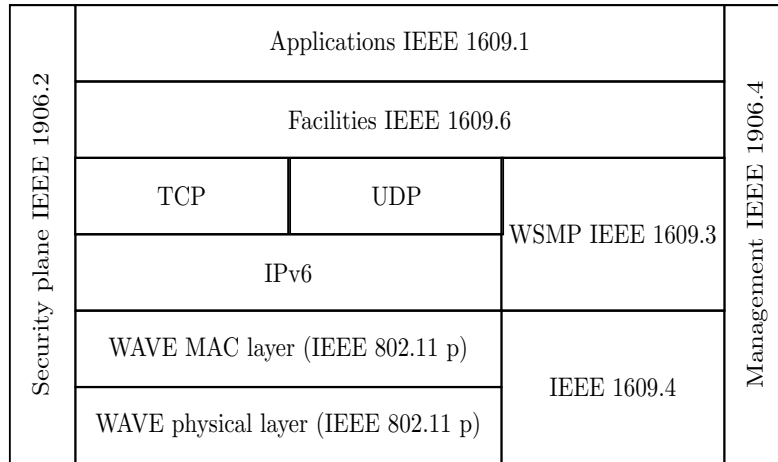 Security plane IEEE 1906.2
Applications IEEE 1609.1
Facilities IEEE 1609.6
TCP
UDP
WSMP IEEE 1609.3
IPv6
WAVE MAC layer (IEEE 802.11 p)
IEEE 1609.4
WAVE physical layer (IEEE 802.11 p)
Management IEEE 1906.4